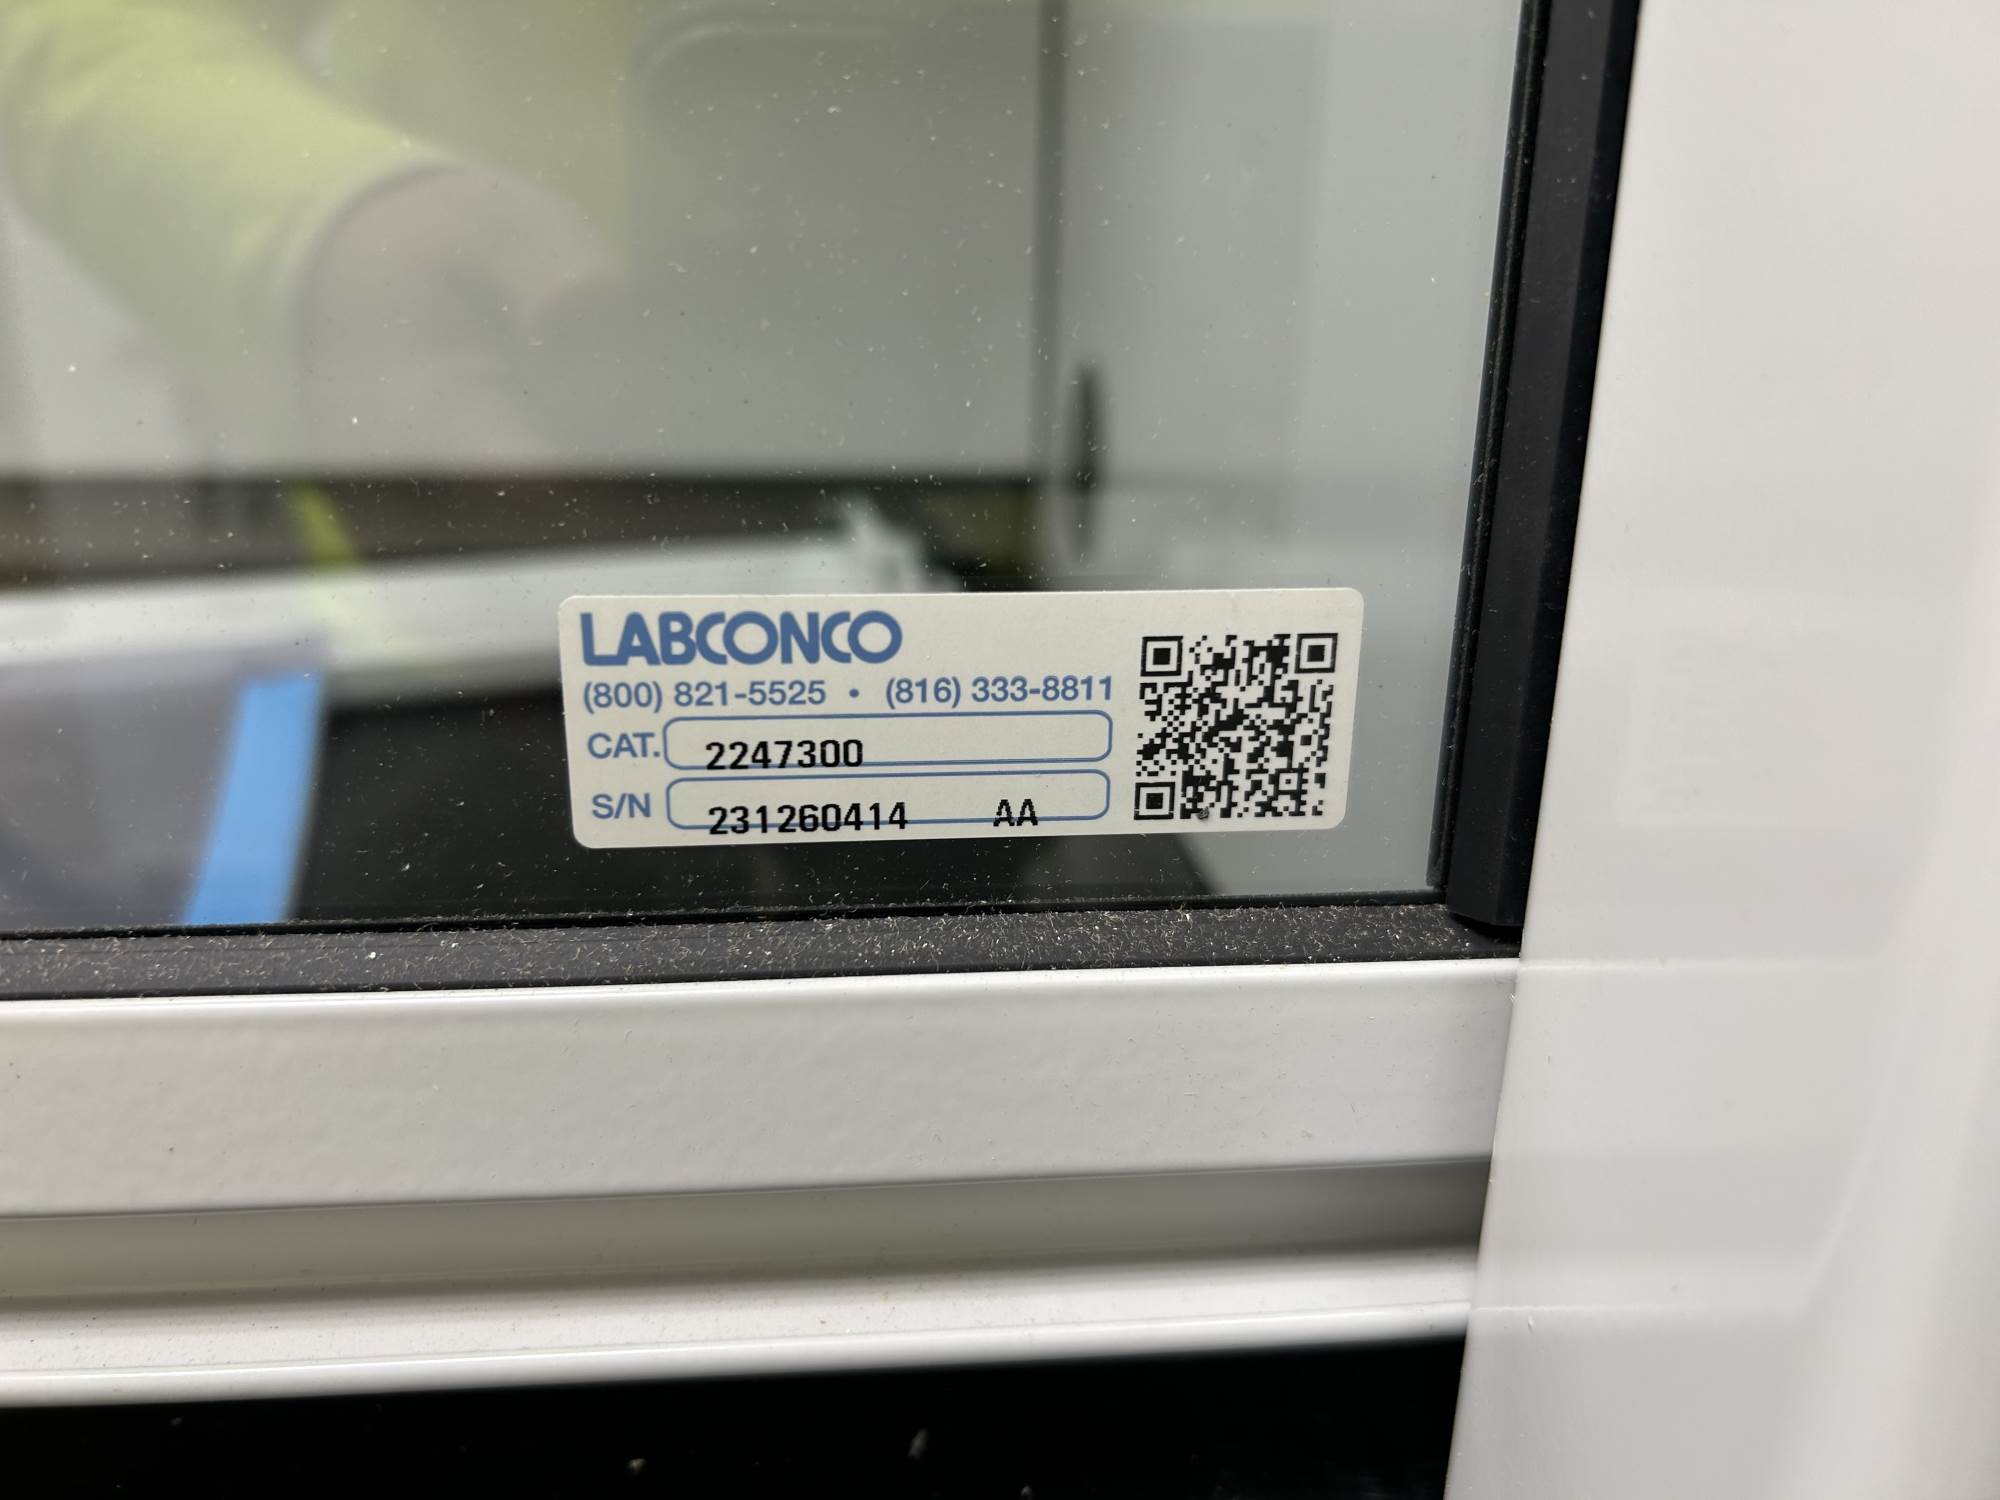 LABCONCO
(800) 821-5525 • (816) 333-8811
CAT. 2247300
S/N 231260414 AA